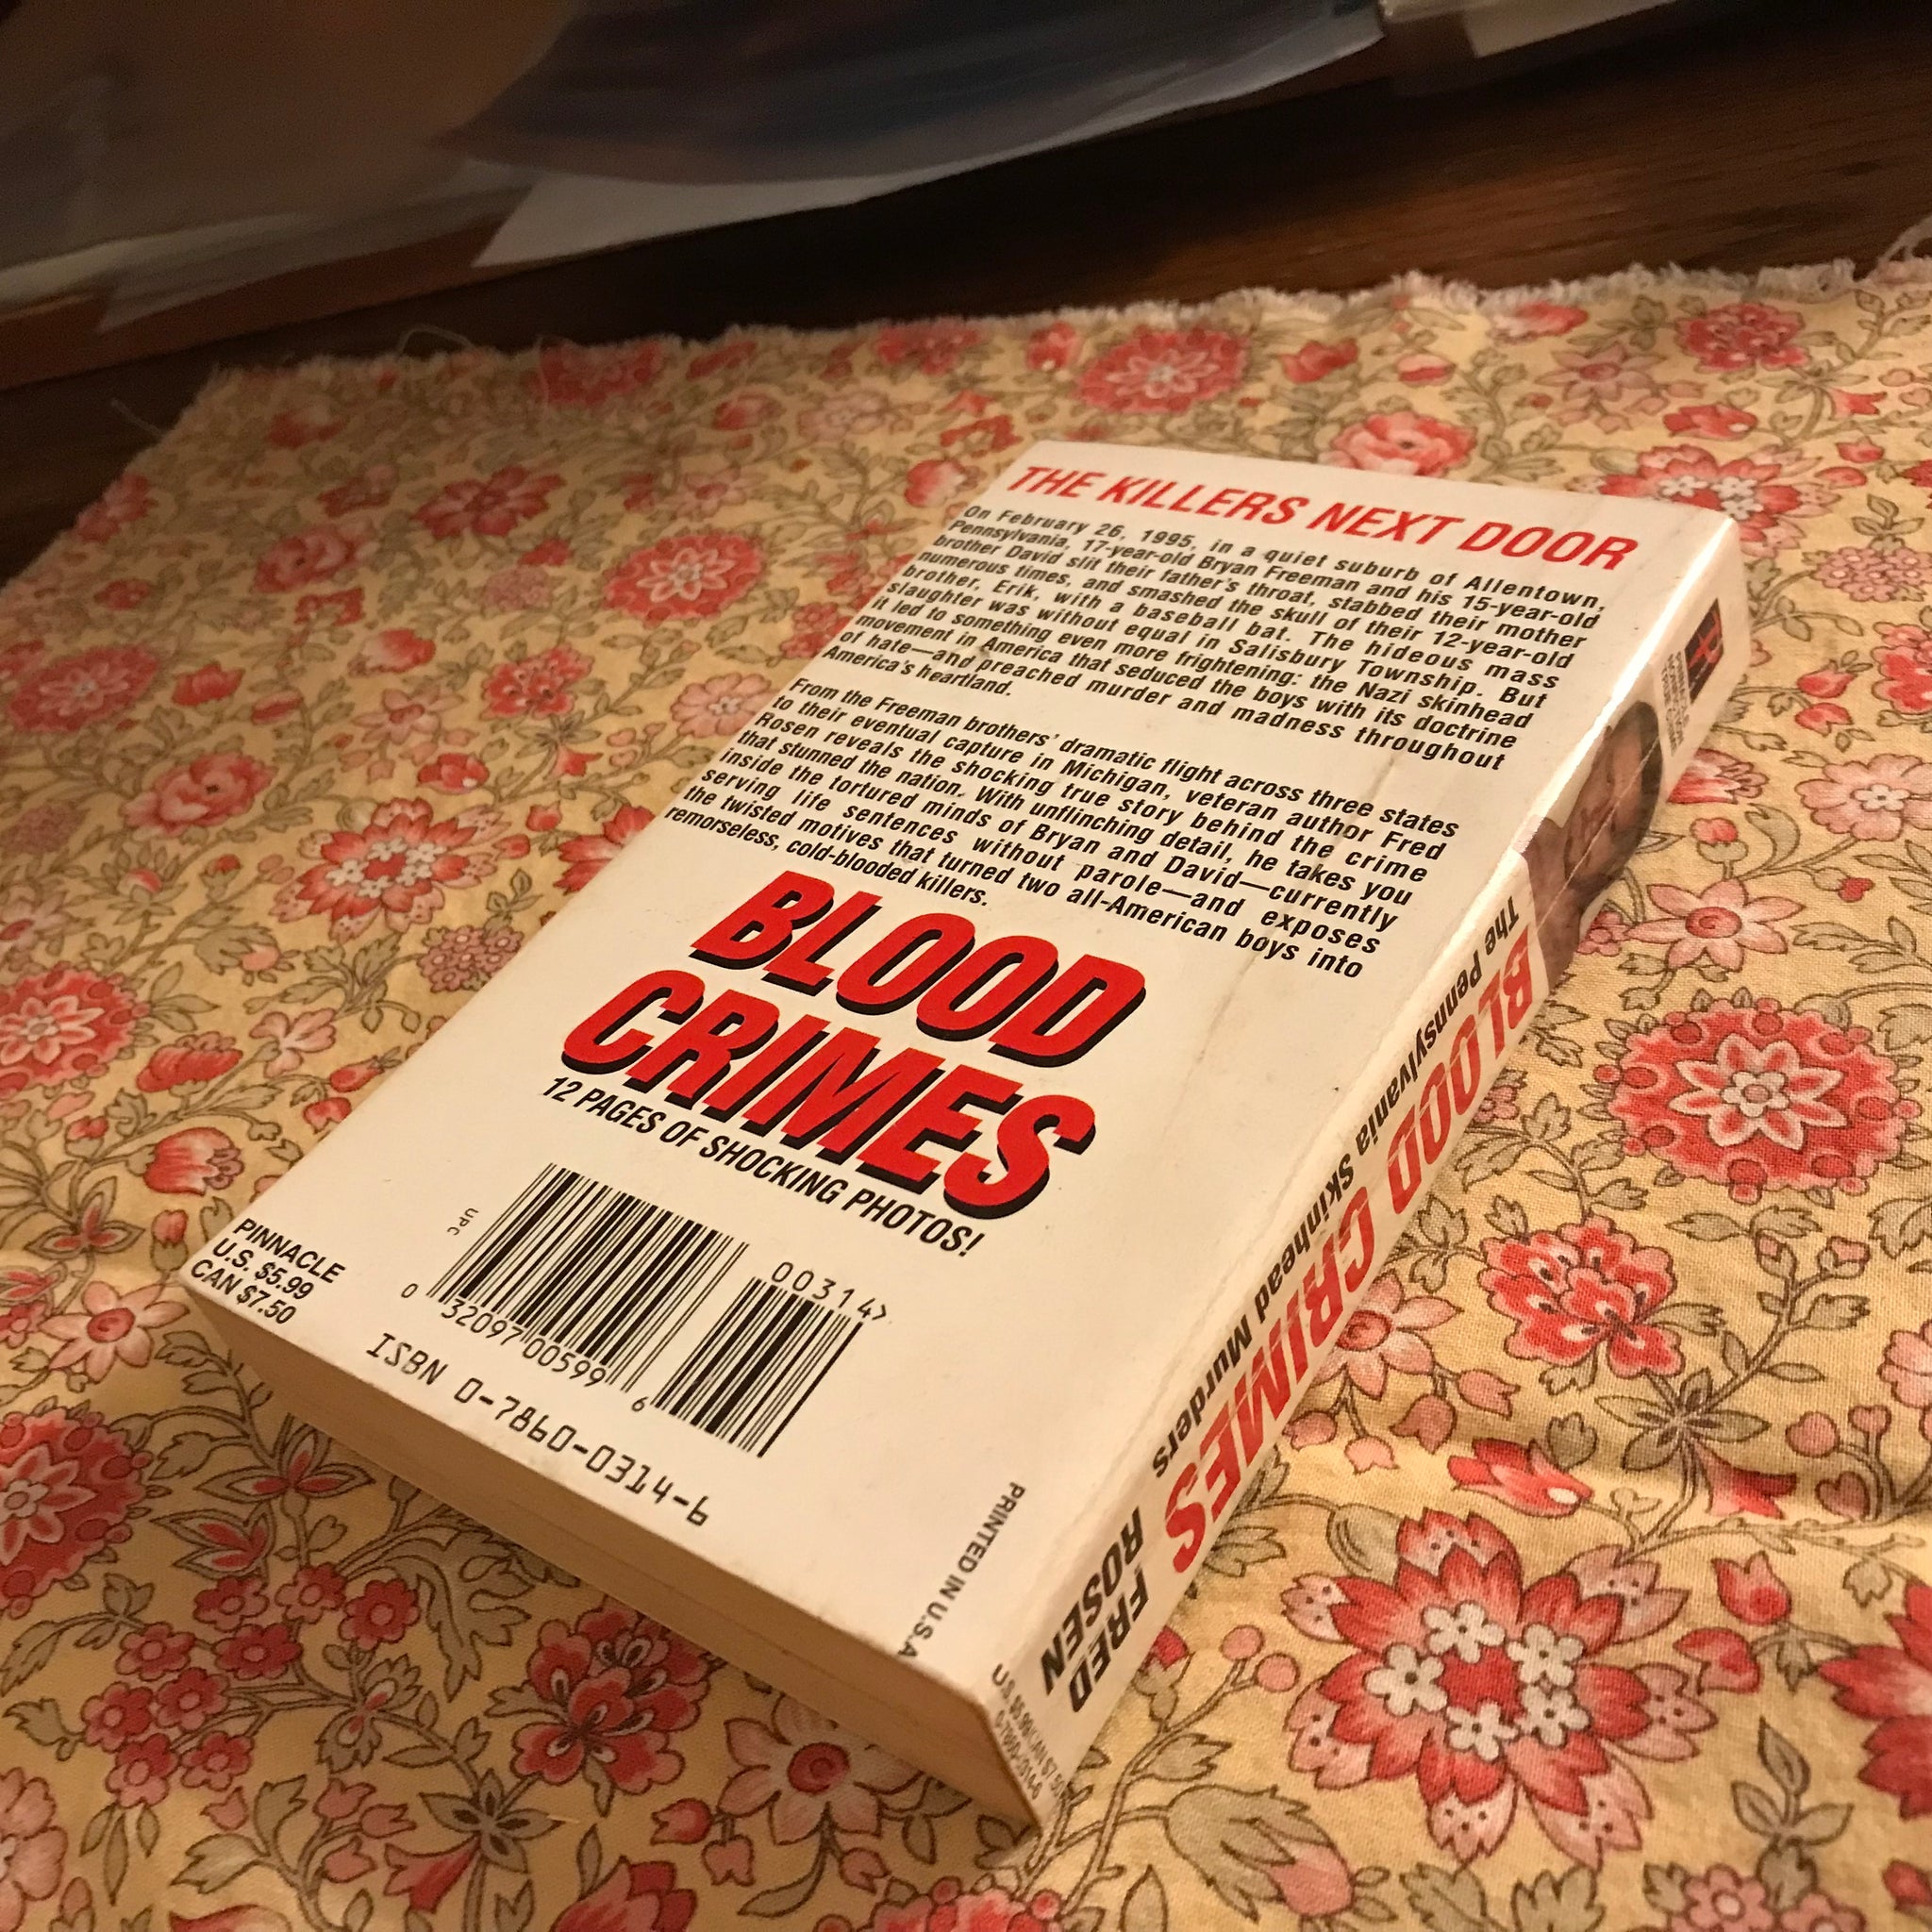 THE KILLERS NEXT DOOR
On February 26, 1995, in a quiet suburb of Allentown,
Pennsylvania, 17-year-old Bryan Freeman and his 15-year-old
brother David slit their father's throat, stabbed their mother
numerous times, and smashed the skull of their 12-year-old
brother, Erik, with a baseball bat. The hideous mass
slaughter was without equal in Salisbury Township. But
it led to something even more frightening: the Nazi skinhead
movement in America that seduced the boys with its doctrine
of hate—and preached murder and madness throughout
America's heartland.
From the Freeman brothers' dramatic flight across three states
to their eventual capture in Michigan, veteran author Fred
Rosen reveals the shocking true story behind the crime
that stunned the nation. With unflinching detail, he takes you
inside the tortured minds of Bryan and David—currently
serving life sentences without parole—and exposes
the twisted motives that turned two all-American boys into
remorseless, cold-blooded killers.
BLOOD
CRIMES
12 PAGES OF SHOCKING PHOTOS!
PINNACLE
U.S. $5.99
CAN $7.50
UPC
00314>
0 32097 00599 6
ISBN 0-7860-0314-6
PRINTED IN U.S.A
The Pennsylvania Skinhead Murders
BLOOD CRIMES
FRED
ROSEN
U.S. $5.99/CAN $7.50
0-7860-0314-6